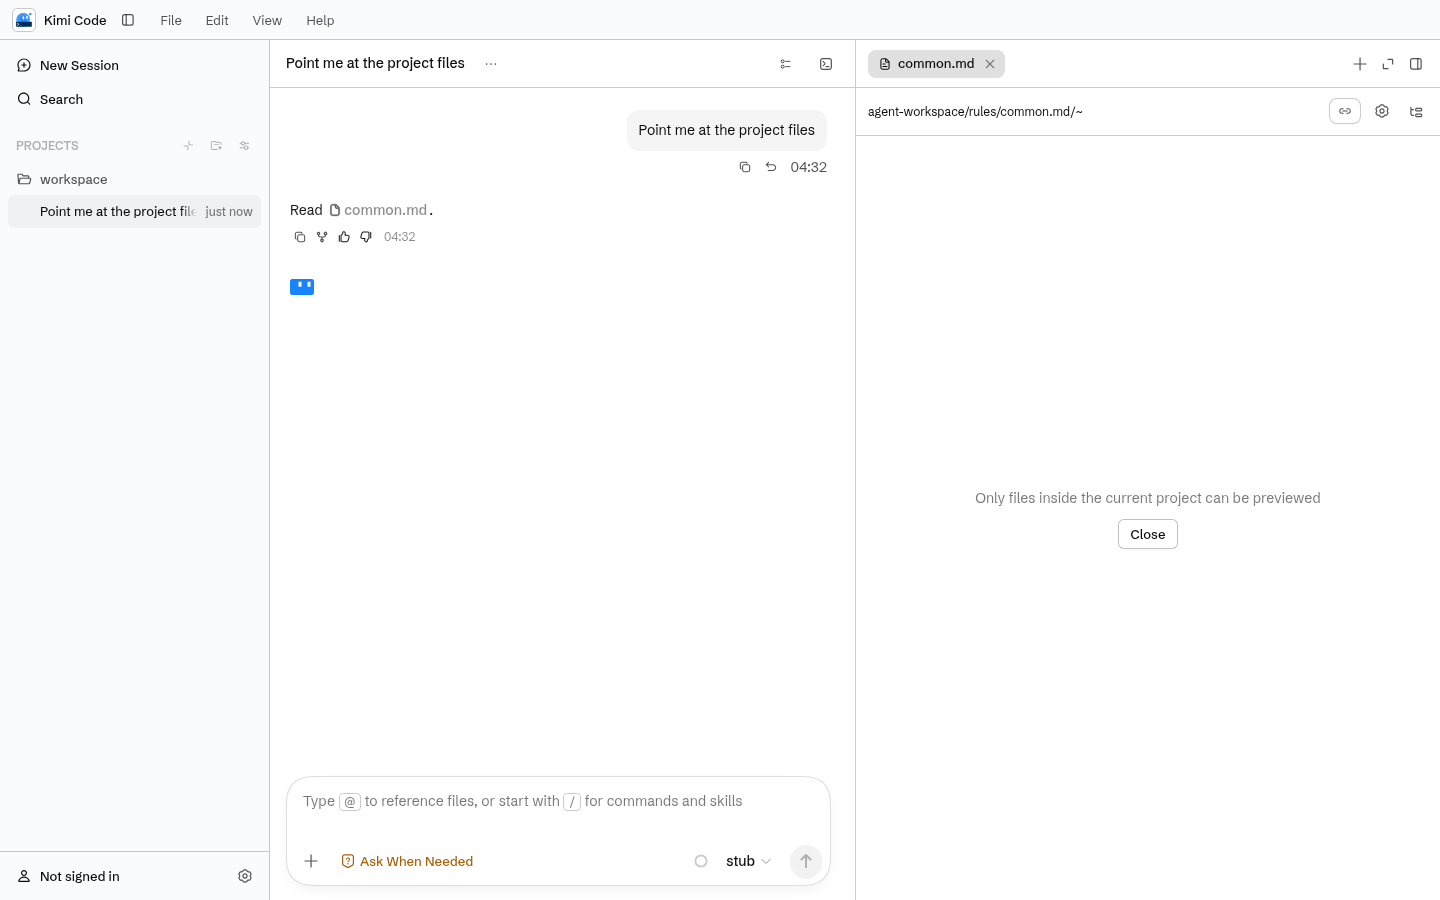 Kimi Code File Edit View Help
New Session
Search
PROJECTS
workspace
Point me at the project file just now
Not signed in
Point me at the project files ...
Point me at the project files
04:32
Read common.md .
04:32
Type @ to reference files, or start with / for commands and skills
Ask When Needed stub
common.md
agent-workspace/rules/common.md/~
Only files inside the current project can be previewed
Close